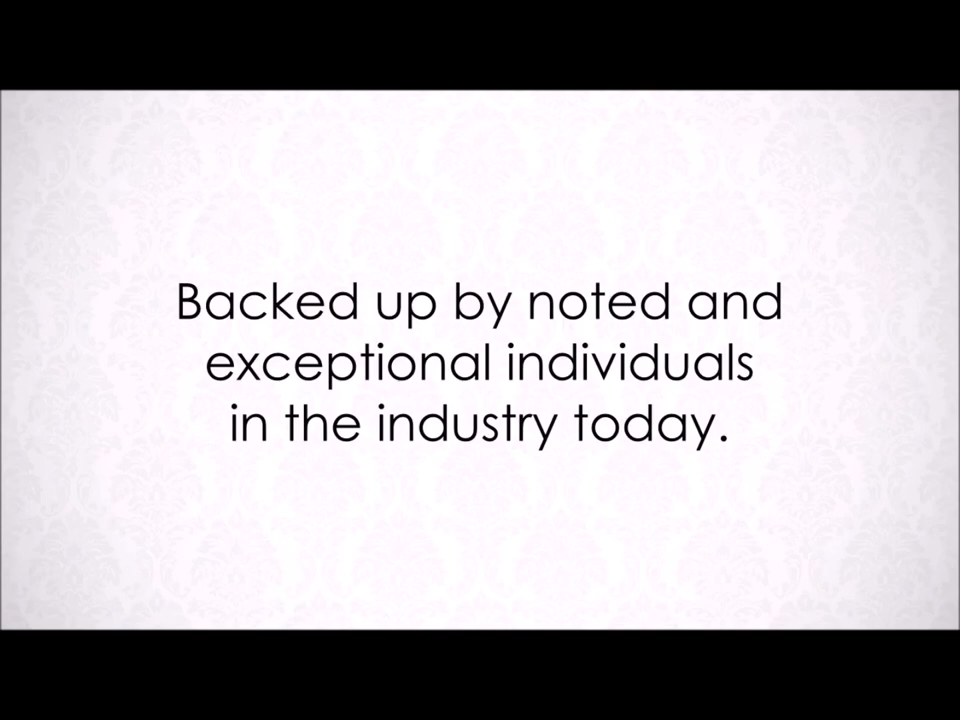 Backed up by noted and
exceptional individuals
in the industry today.